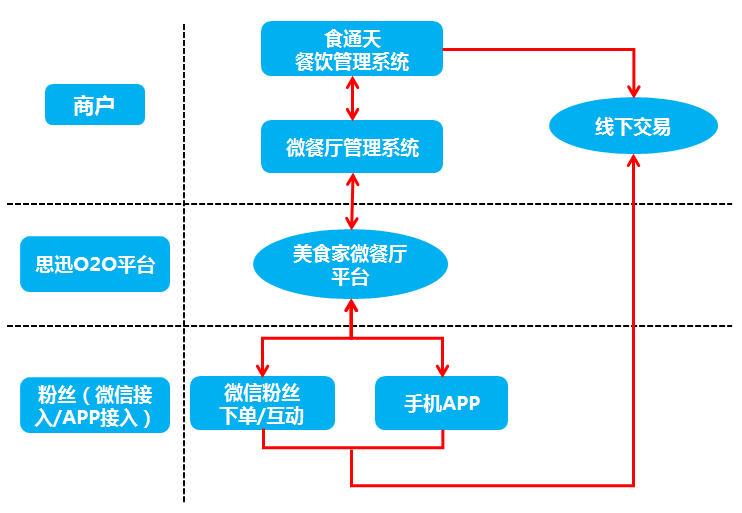 商户
食通天
餐饮管理系统
微餐厅管理系统
线下交易
思迅O2O平台
美食家微餐厅
平台
粉丝（微信接
入/APP接入）
微信粉丝
下单/互动
手机APP